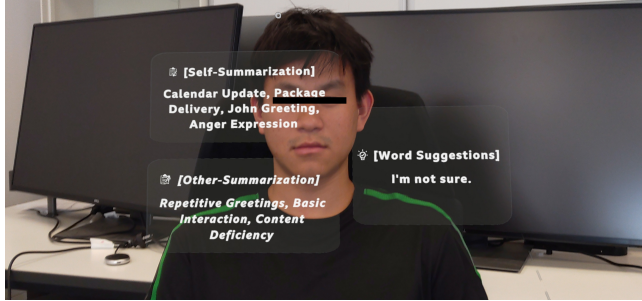 [Self-Summarization]
Calendar Update, Package
Delivery, John Greeting,
Anger Expression
[Word Suggestions]
I'm not sure.
[Other-Summarization]
Repetitive Greetings, Basic
Interaction, Content
Deficiency